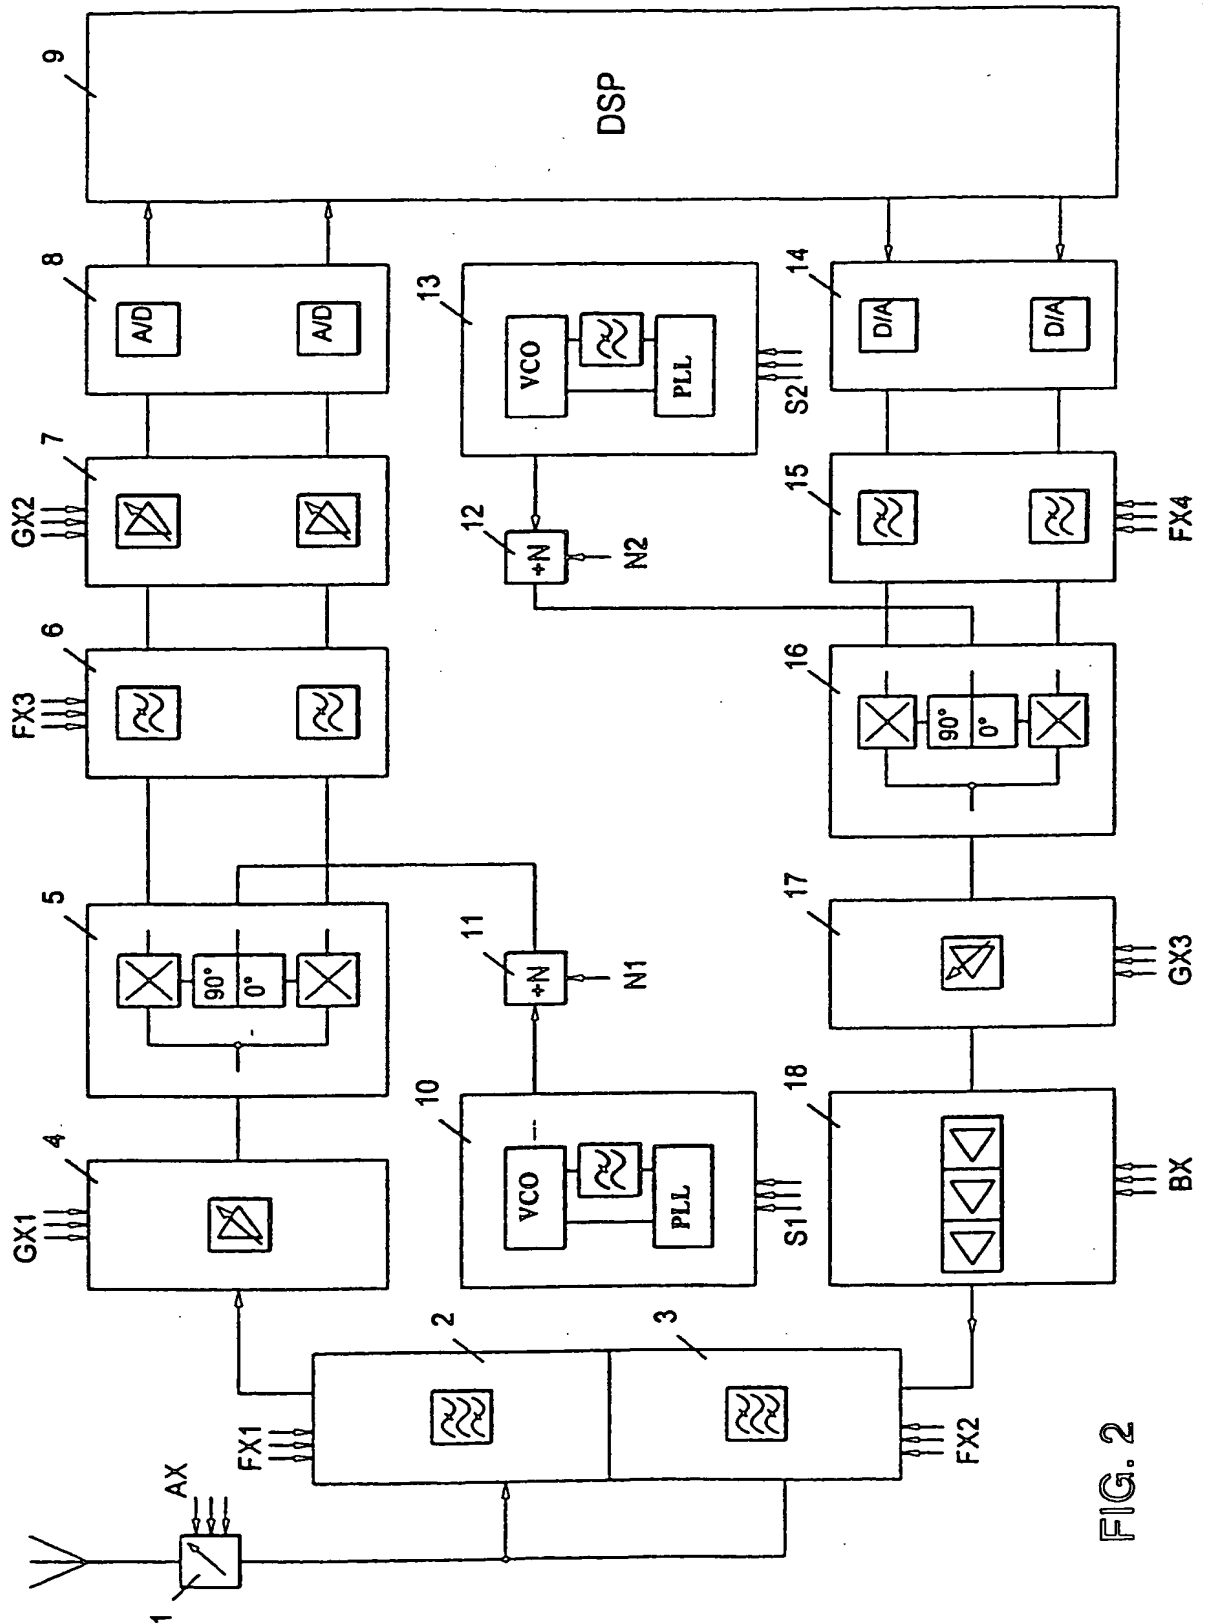 GX1
FX3
GX2
4
5
6
7
8
9
A/D
1
AX
90°
FX1
0°
A/D
2
10
13
11
12
VCO
VCO
÷N
÷N
DSP
N1
N2
3
PLL
PLL
S1
S2
18
17
16
15
14
D/A
90°
FX2
0°
D/A
FIG. 2
BX
GX3
FX4